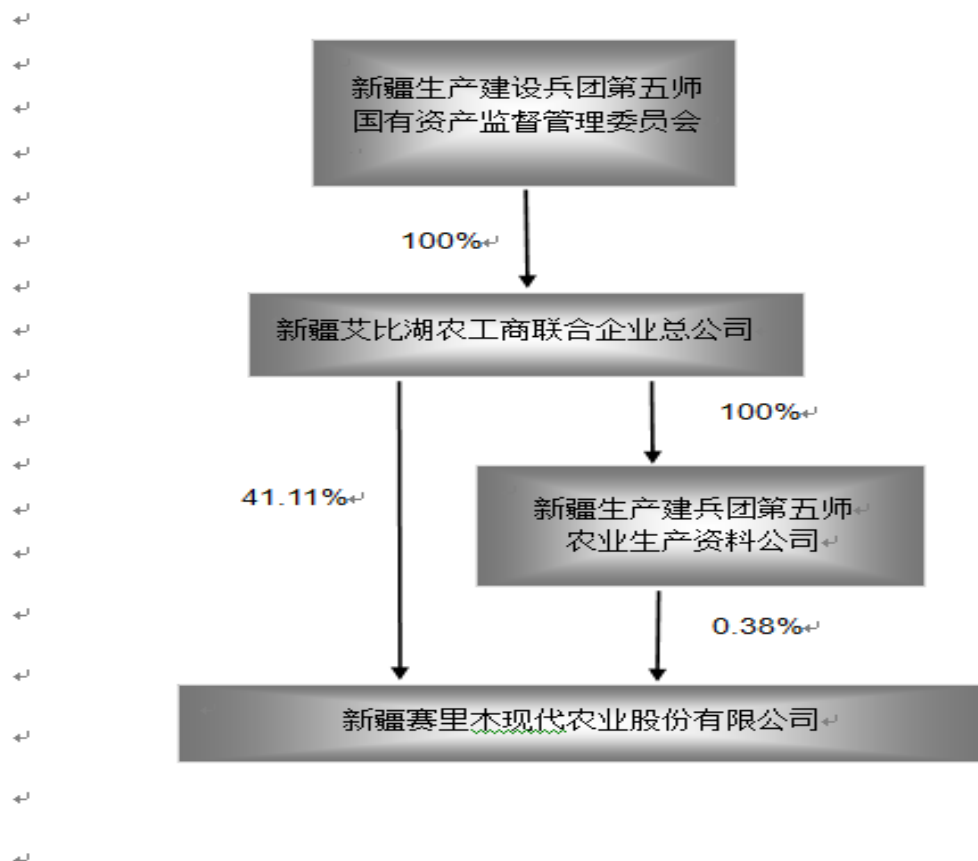 新疆生产建设兵团第五师
国有资产监督管理委员会
100%
新疆艾比湖农工商联合企业总公司
100%
41.11%
新疆生产建兵团第五师
农业生产资料公司
0.38%
新疆赛里木现代农业股份有限公司